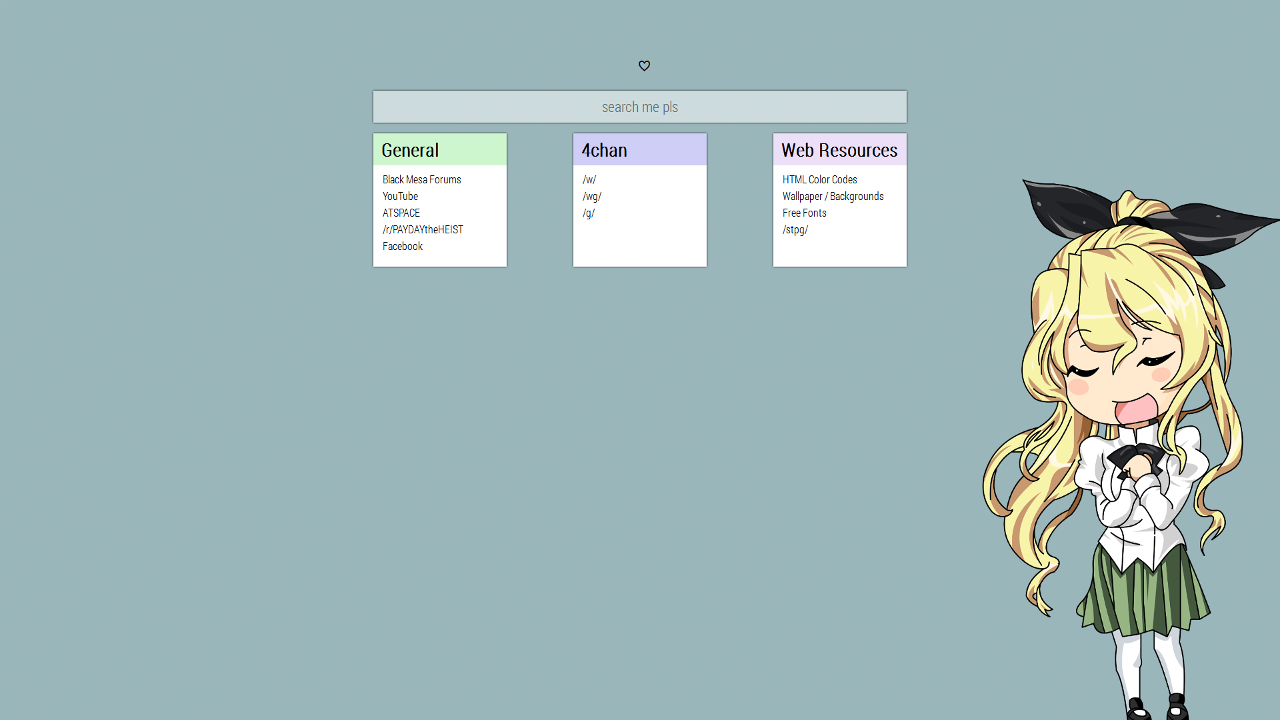 ♡
search me pls
General
Black Mesa Forums
YouTube
ATSPACE
/r/PAYDAYtheHEIST
Facebook
4chan
/w/
/wg/
/g/
Web Resources
HTML Color Codes
Wallpaper / Backgrounds
Free Fonts
/stpg/